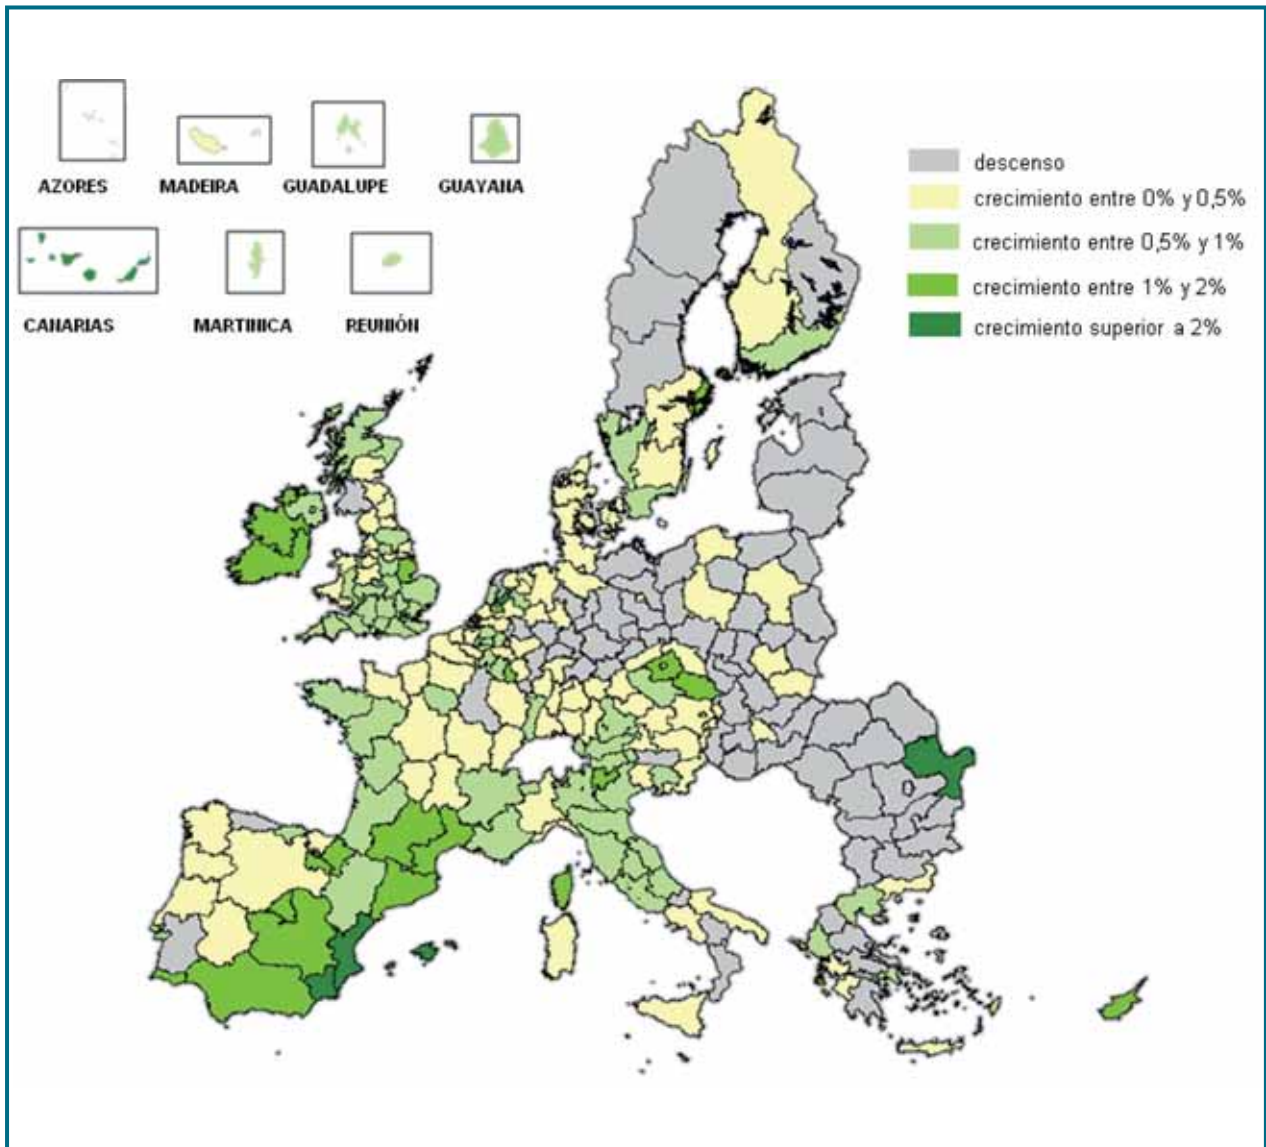 AZORES
MADEIRA
GUADALUPE
GUAYANA
CANARIAS
MARTINICA
REUNIÓN
descenso
crecimiento entre 0% y 0,5%
crecimiento entre 0,5% y 1%
crecimiento entre 1% y 2%
crecimiento superior a 2%